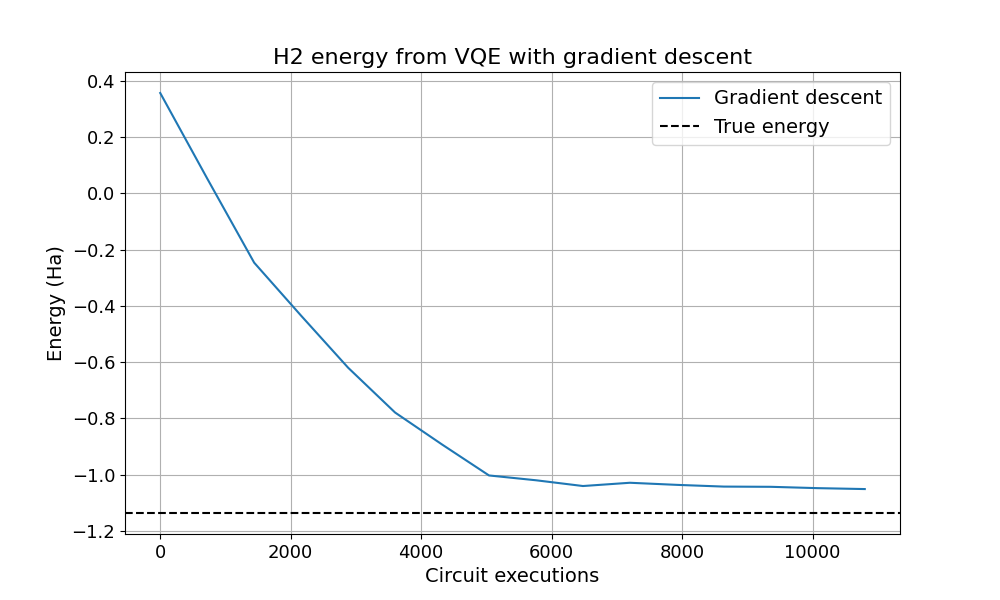 H2 energy from VQE with gradient descent
Gradient descent
True energy
0.4
0.2
0.0
−0.2
−0.4
−0.6
−0.8
−1.0
−1.2
Energy (Ha)
0 2000 4000 6000 8000 10000
Circuit executions